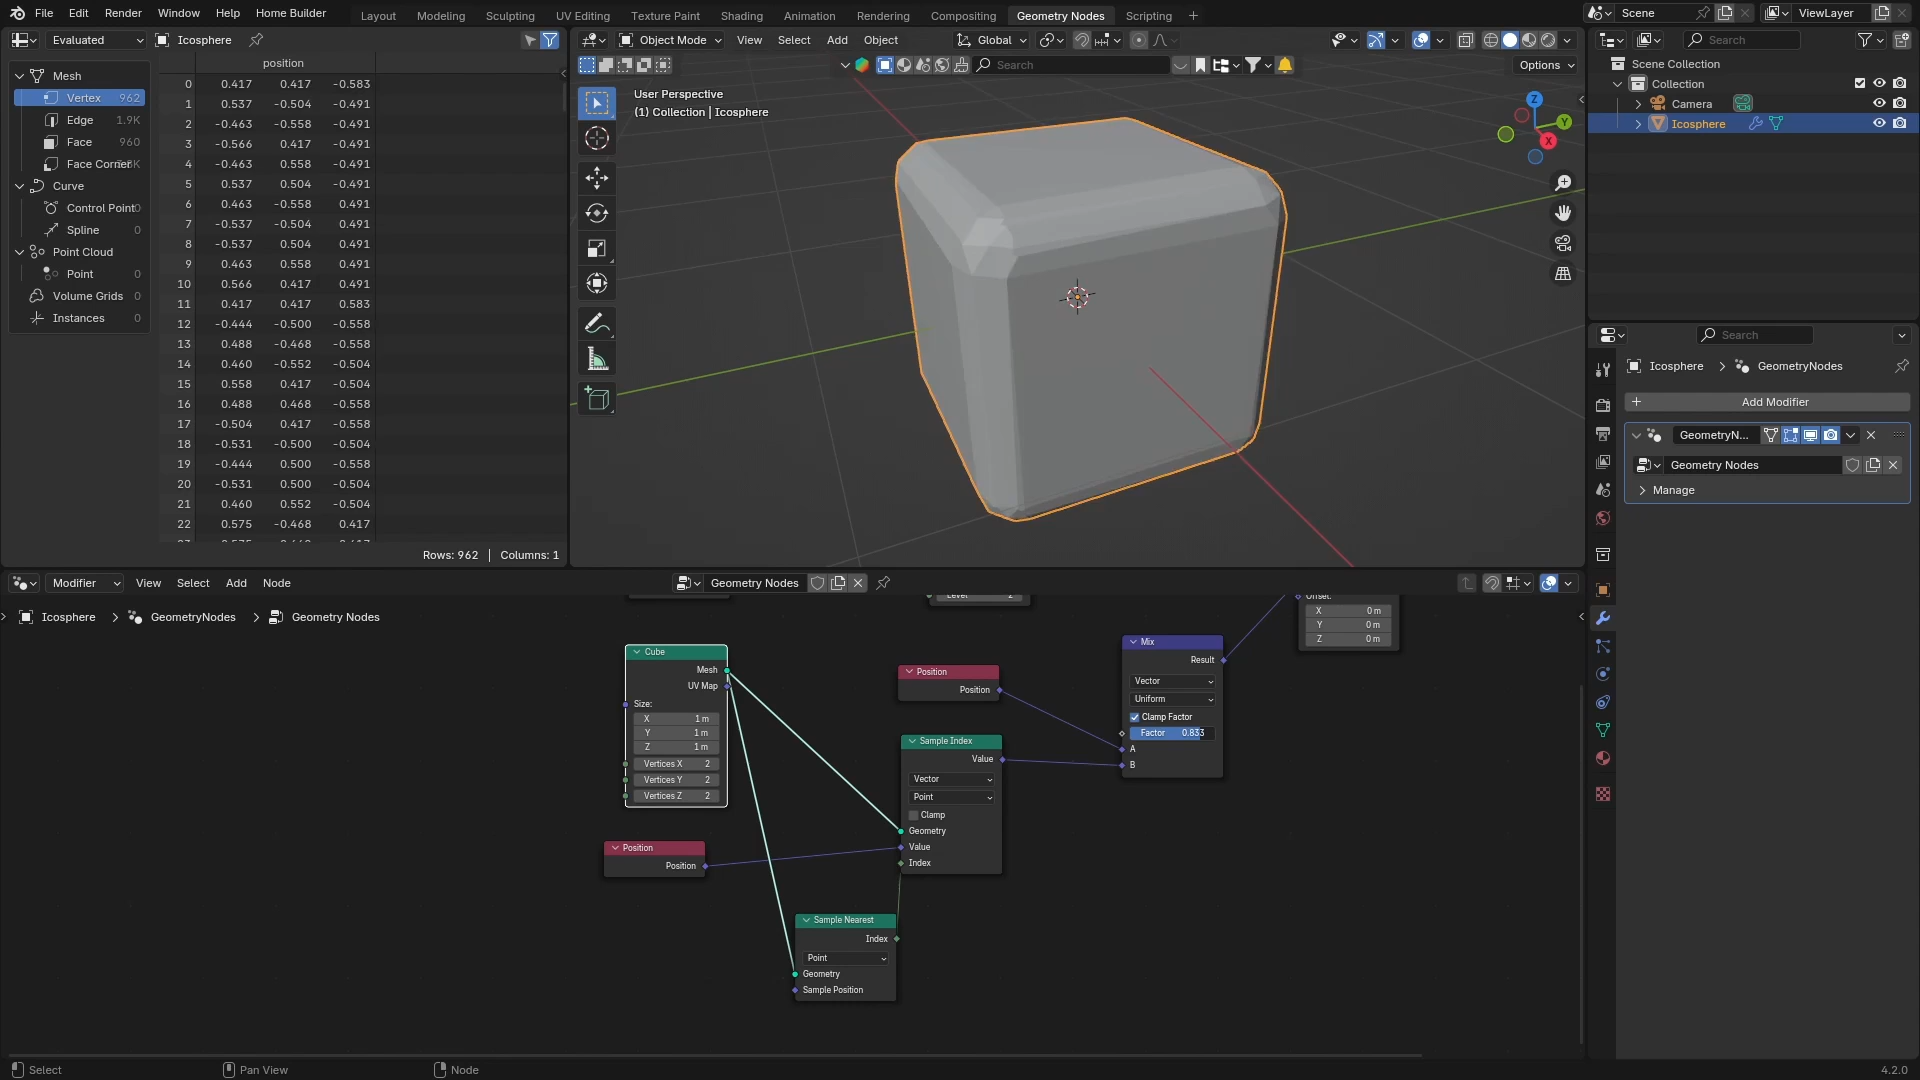 File Edit Render Window Help Home Builder Layout Modeling Sculpting UV Editing Texture Paint Shading Animation Rendering Compositing Geometry Nodes Scripting + Scene ViewLayer
Evaluated Icosphere
position
Mesh
Vertex 962
Edge 1.9K
Face 960
Face Corner
Curve
Control Point 0
Spline 0
Point Cloud
Point 0
Volume Grids 0
Instances 0
0 0.417 0.417 -0.583
1 0.537 -0.504 -0.491
2 -0.463 -0.558 -0.491
3 -0.566 0.417 -0.491
4 -0.463 0.558 -0.491
5 0.537 0.504 -0.491
6 0.463 -0.558 0.491
7 -0.537 -0.504 0.491
8 -0.537 0.504 0.491
9 0.463 0.558 0.491
10 0.566 0.417 0.491
11 0.417 0.417 0.583
12 -0.444 -0.500 -0.558
13 0.488 -0.468 -0.558
14 0.460 -0.552 -0.504
15 0.558 0.417 -0.504
16 0.488 0.468 -0.558
17 -0.504 0.417 -0.558
18 -0.531 -0.500 -0.504
19 -0.444 0.500 -0.558
20 -0.531 0.500 -0.504
21 0.460 0.552 -0.504
22 0.575 -0.468 0.417
Rows: 962 | Columns: 1
Object Mode View Select Add Object Global
Search Options
User Perspective
(1) Collection | Icosphere
Z
Y
X
Search
Scene Collection
Collection
Camera
Icosphere
Search
Icosphere > GeometryNodes
+ Add Modifier
GeometryN...
Geometry Nodes
Manage
Modifier View Select Add Node Geometry Nodes
Icosphere > GeometryNodes > Geometry Nodes
Level 2
Offset:
X 0 m
Y 0 m
Z 0 m
Cube
Mesh
UV Map
Size:
X 1 m
Y 1 m
Z 1 m
Vertices X 2
Vertices Y 2
Vertices Z 2
Position
Position
Position
Position
Sample Index
Value
Vector
Point
Clamp
Geometry
Value
Index
Sample Nearest
Index
Point
Geometry
Sample Position
Mix
Result
Vector
Uniform
Clamp Factor
Factor 0.833
A
B
Select Pan View Node 4.2.0